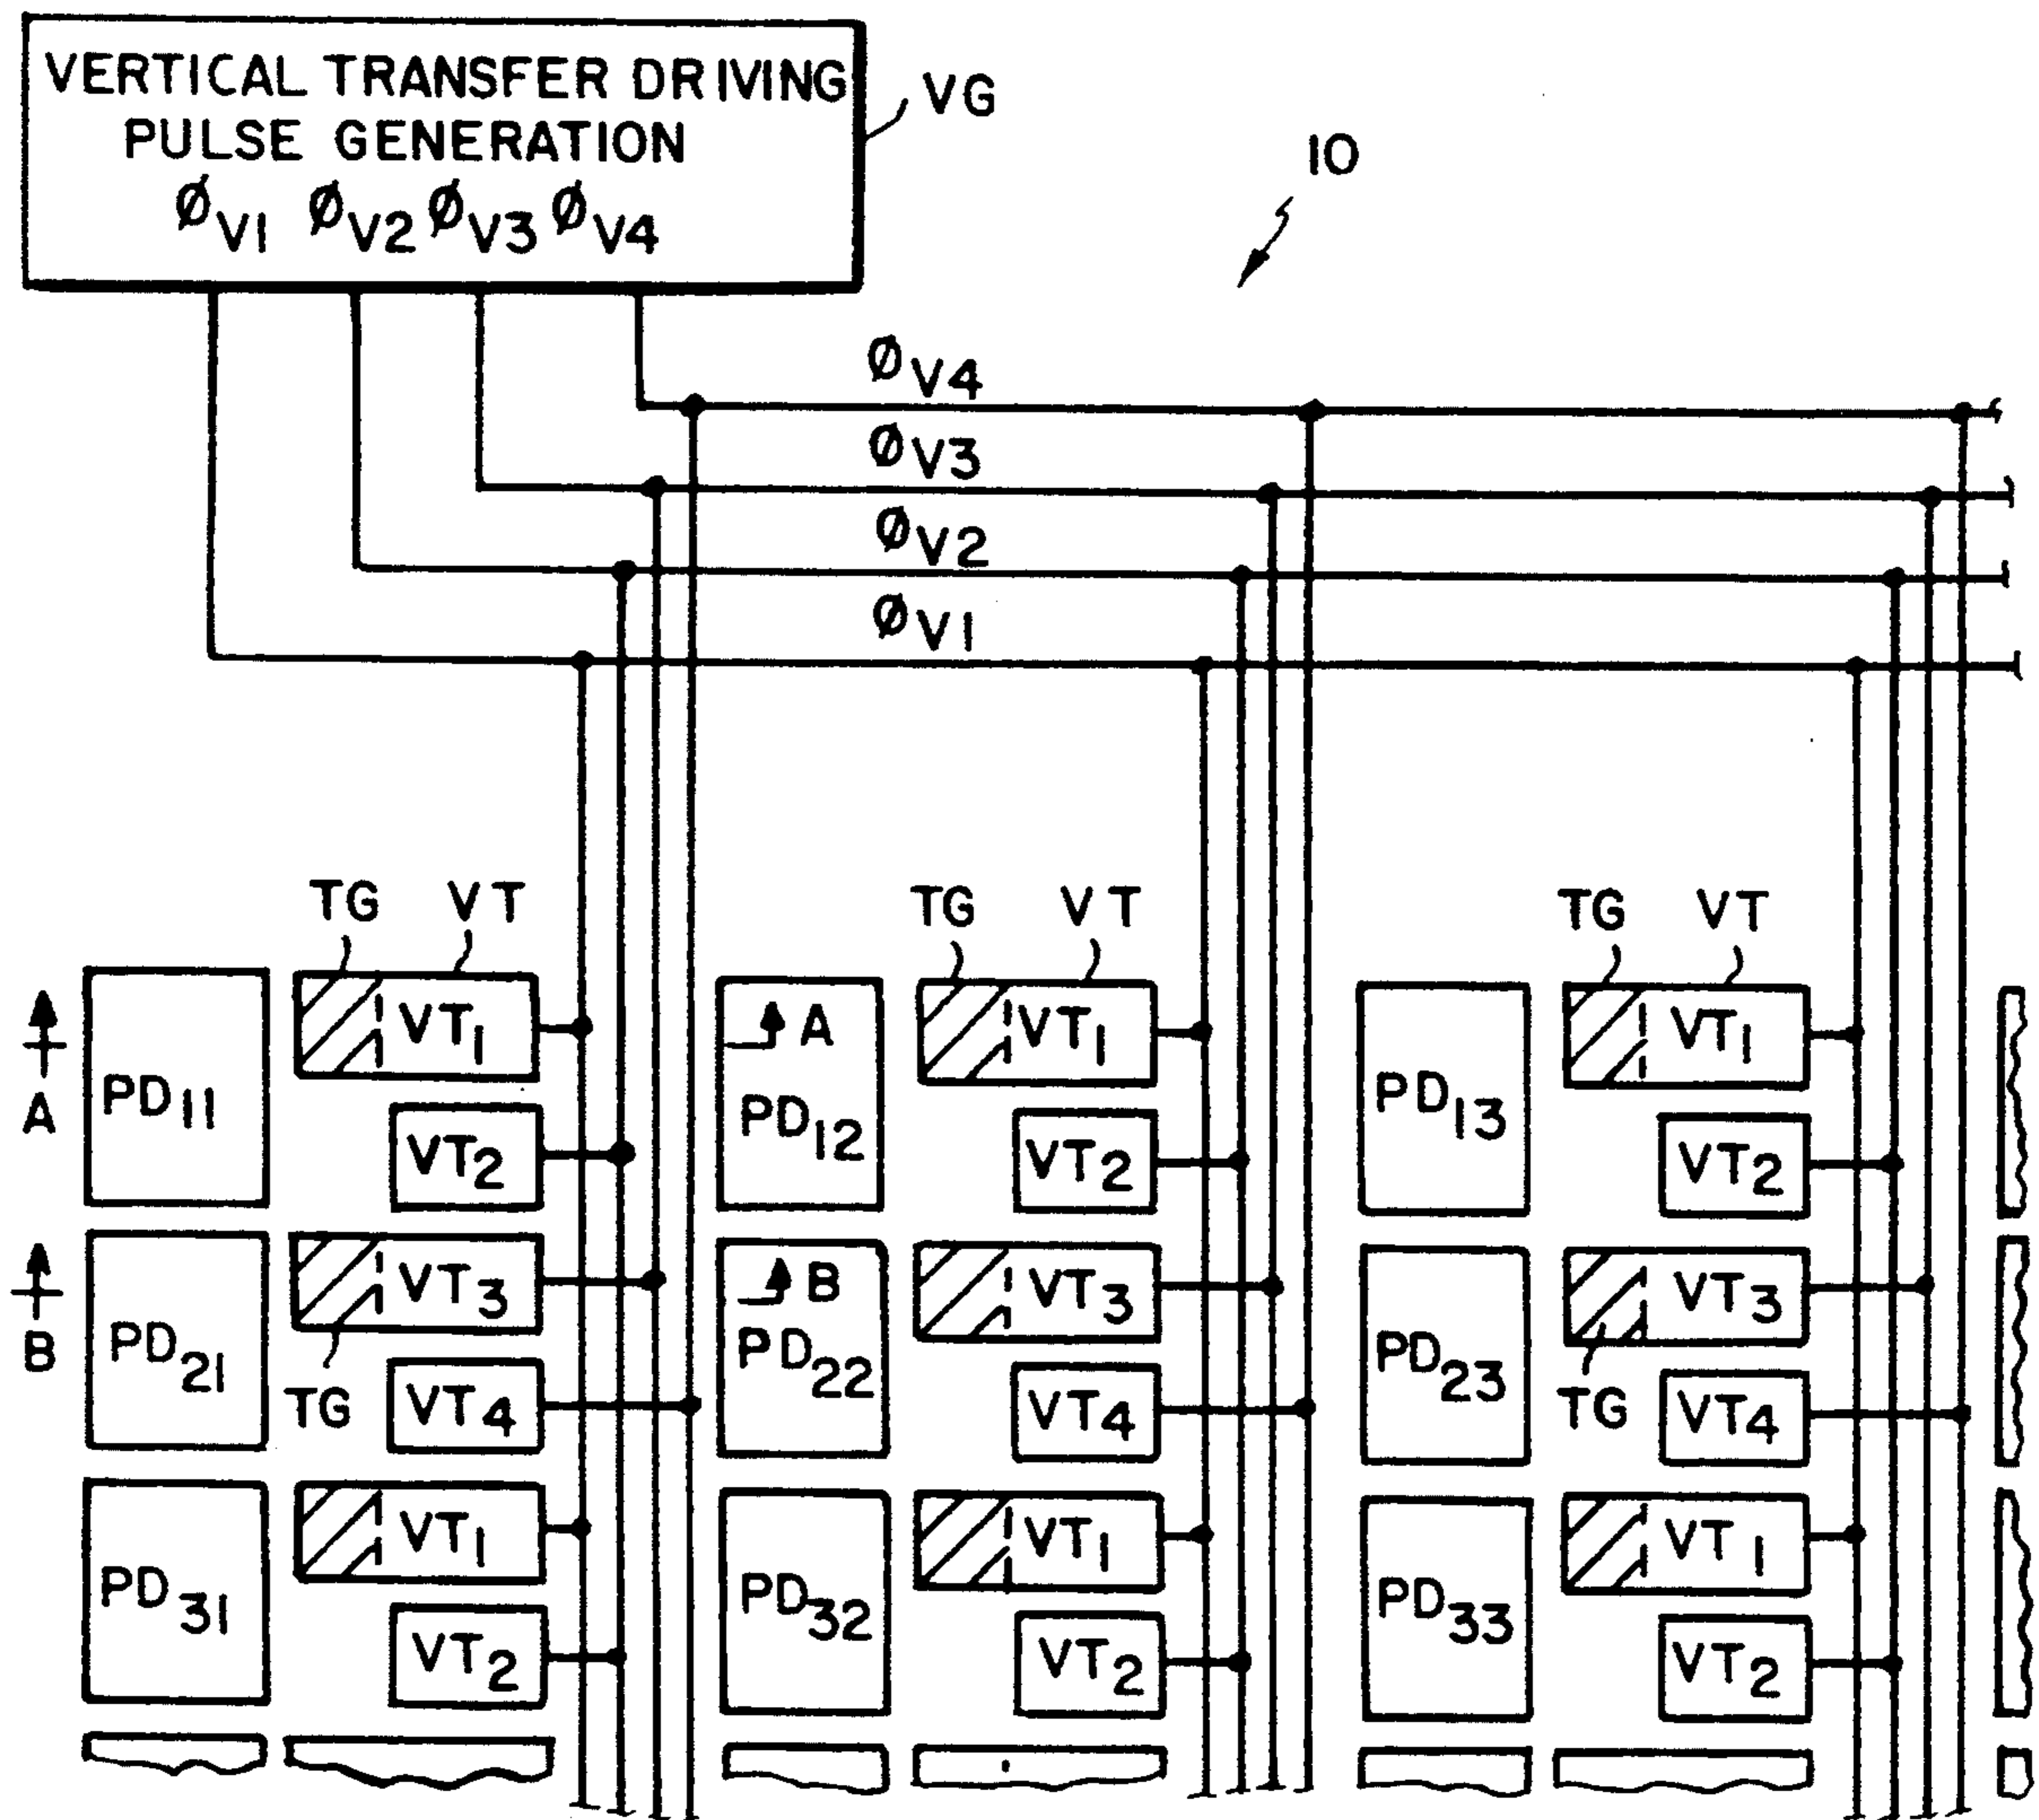 VERTICAL TRANSFER DRIVING
PULSE GENERATION
ØV1 ØV2 ØV3 ØV4
VG
10
ØV4
ØV3
ØV2
ØV1
TG VT TG VT TG VT
A PD11 VT1 A PD12 VT1 PD13 VT1
VT2 VT2 VT2
B PD21 VT3 B PD22 VT3 PD23 VT3
TG VT4 VT4 TG VT4
PD31 VT1 PD32 VT1 PD33 VT1
VT2 VT2 VT2